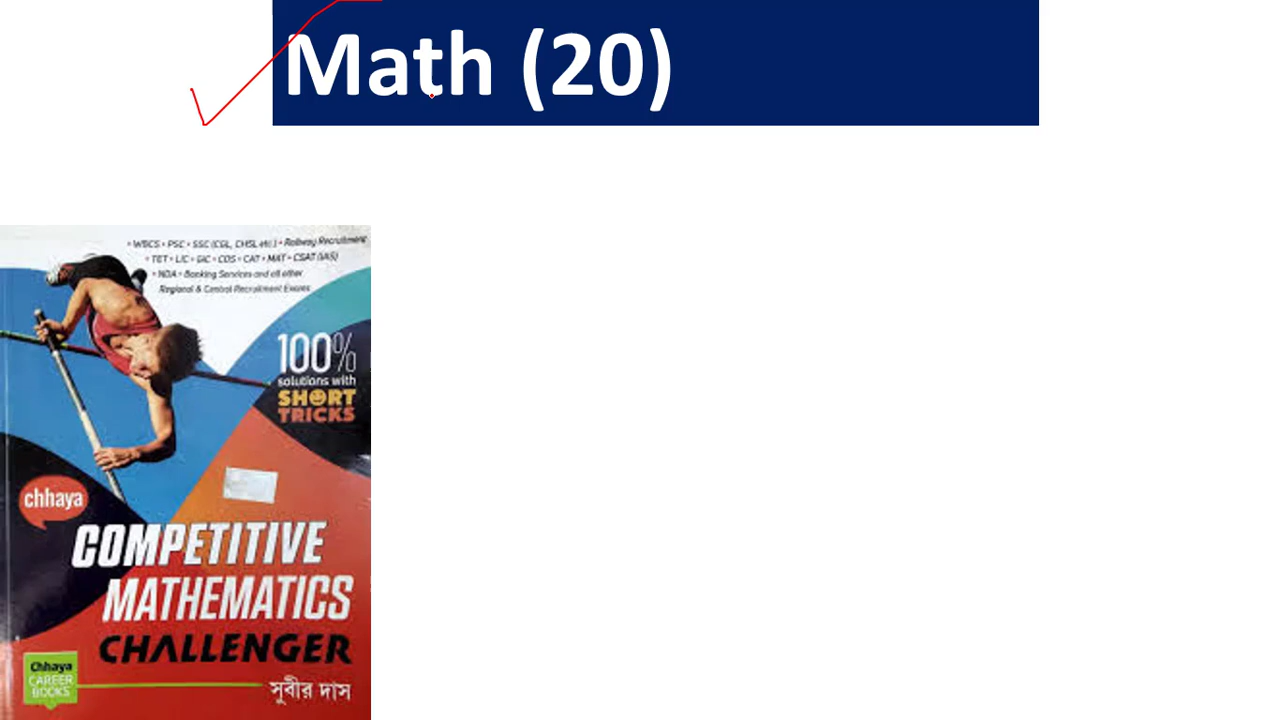 Math (20)
• WBCS • PSC • SSC (CGL, CHSL etc.) • Railway Recruitment
• TET • LIC • GIC • CDS • CAT • MAT • CSAT (IAS)
• NDA • Banking Services and all other
Regional & Central Recruitment Exams
100%
solutions with
SHORT
TRICKS
chhaya
COMPETITIVE
MATHEMATICS
CHALLENGER
Chhaya
CAREER
BOOKS
সুবীর দাস